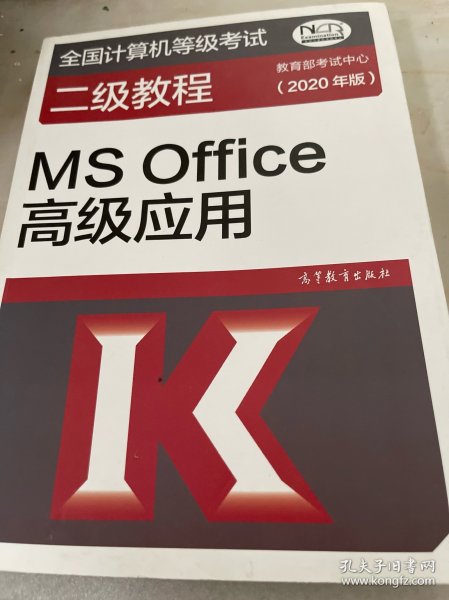 全国计算机等级考试
NCR
Examination
二级教程
教育部考试中心
（2020年版）
MS Office
高级应用
高等教育出版社
K
孔夫子旧书网
www.kongfz.com